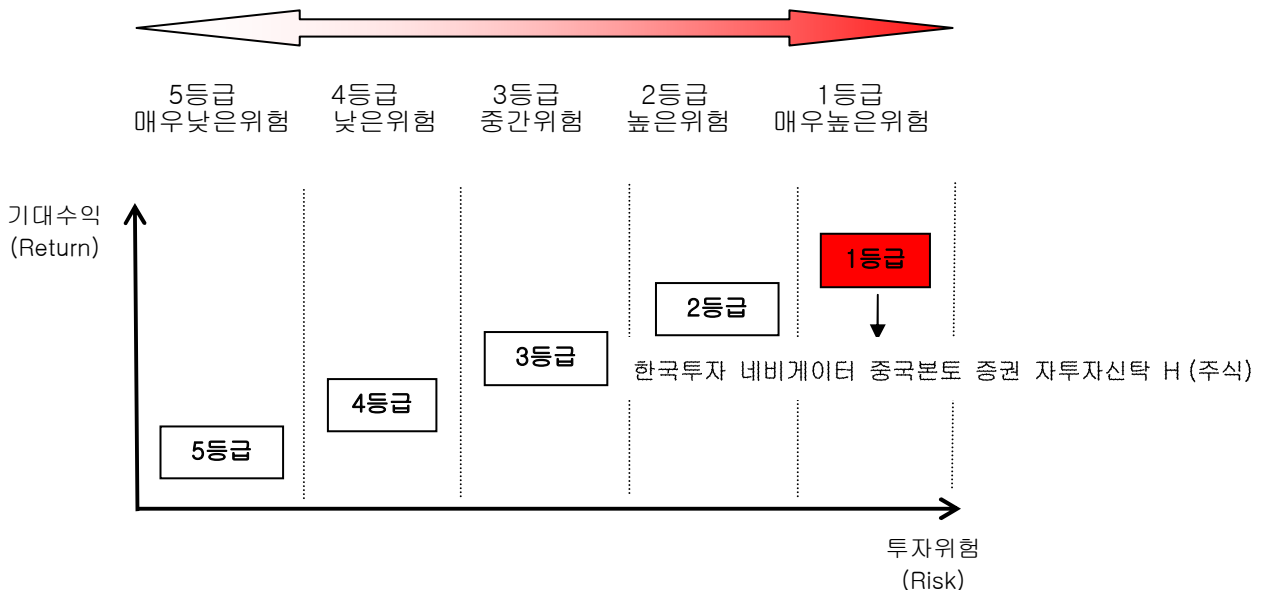 5등급 4등급 3등급 2등급 1등급
매우낮은위험 낮은위험 중간위험 높은위험 매우높은위험
기대수익
(Return)
1등급
2등급
3등급
한국투자 네비게이터 중국본토 증권 자투자신탁 H (주식)
4등급
5등급
투자위험
(Risk)